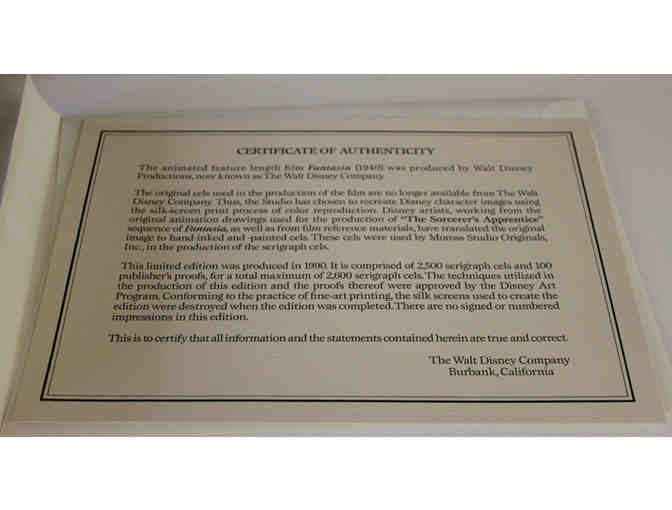 CERTIFICATE OF AUTHENTICITY
The animated feature length film Fantasia (1940) was produced by Walt Disney
Productions, now known as The Walt Disney Company.
The original cels used in the production of the film are no longer available from The Walt
Disney Company. Thus, the Studio has chosen to recreate Disney character images using
the silk-screen print process of color reproduction. Disney artists, working from the
original animation drawings used for the production of "The Sorcerer's Apprentice"
sequence of Fantasia, as well as from film reference materials, have translated the original
image to hand-inked and -painted cels. These cels were used by Monass Studio Originals,
Inc., in the production of the serigraph cels.
This limited edition was produced in 1990. It is comprised of 2,500 serigraph cels and 100
publisher's proofs, for a total maximum of 2,600 serigraph cels. The techniques utilized in
the production of this edition and the proofs thereof were approved by the Disney Art
Program. Conforming to the practice of fine-art printing, the silk screens used to create the
edition were destroyed when the edition was completed. There are no signed or numbered
impressions in this edition.
This is to certify that all information and the statements contained herein are true and correct.
The Walt Disney Company
Burbank, California